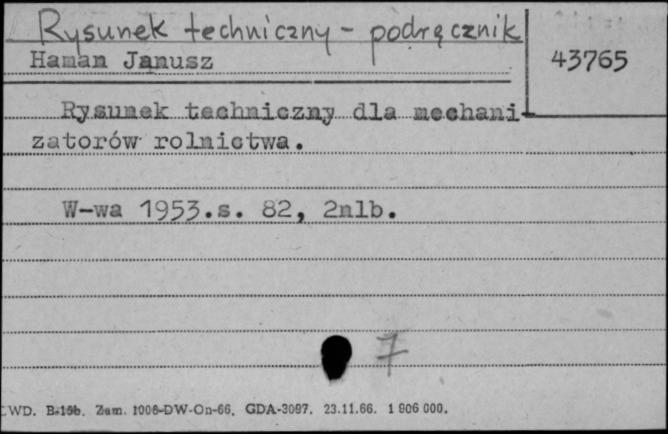 Rysunek techniczny - podręcznik
Haman Janusz
43765
Rysunek techniczny dla mechani
zatorów rolnictwa.
W-wa 1953.s. 82, 2nlb.
7
WD. B-15b. Zam. 1006-DW-On-66. GDA-3097. 23.11.66. 1 906 000.